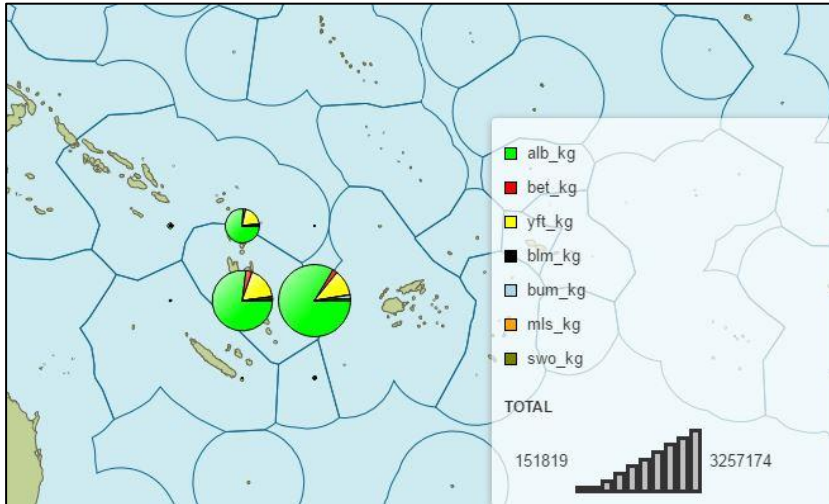 alb_kg
bet_kg
yft_kg
blm_kg
bum_kg
mls_kg
swo_kg
TOTAL
151819 3257174